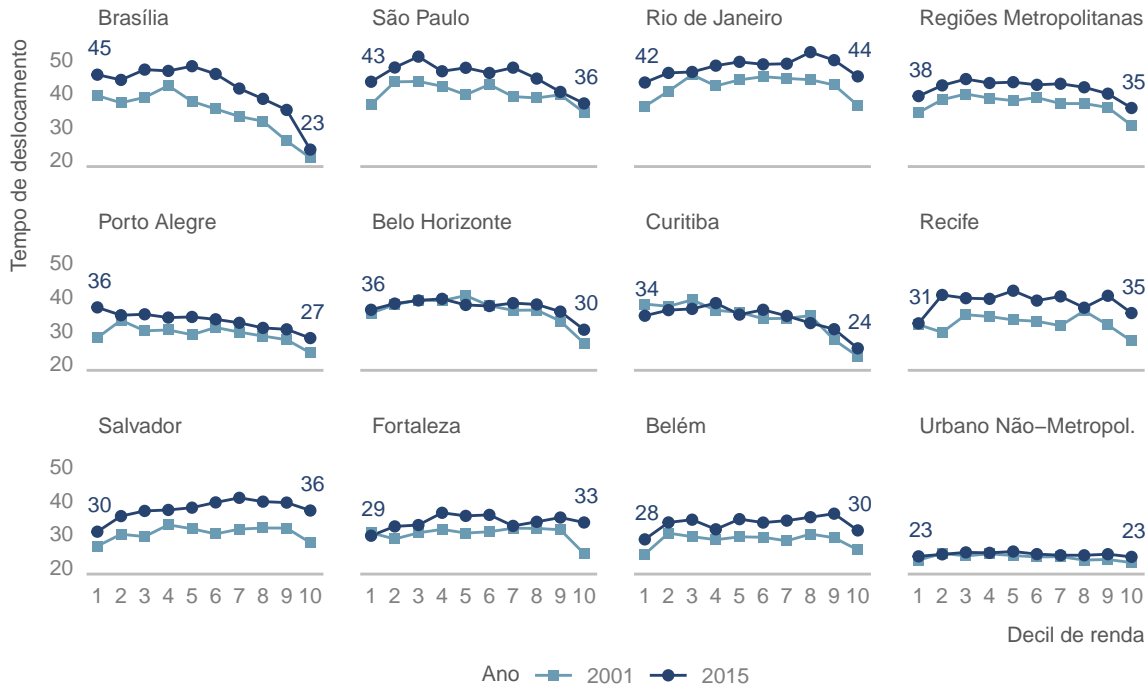 Brasília
São Paulo
Rio de Janeiro
Regiões Metropolitanas
Tempo de deslocamento
50
40
30
20
45
23
43
36
42
44
38
35
Porto Alegre
Belo Horizonte
Curitiba
Recife
50
40
30
20
36
27
36
30
34
24
31
35
Salvador
Fortaleza
Belém
Urbano Não−Metropol.
50
40
30
20
30
36
29
33
28
30
23
23
1 2 3 4 5 6 7 8 9 10
1 2 3 4 5 6 7 8 9 10
1 2 3 4 5 6 7 8 9 10
1 2 3 4 5 6 7 8 9 10
Decil de renda
Ano 2001 2015